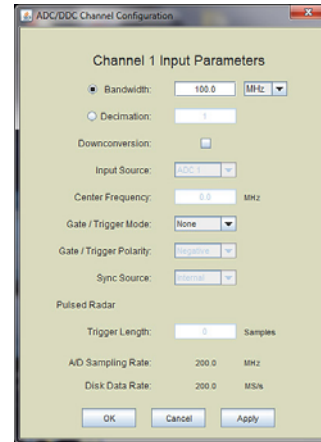 ADC/DDC Channel Configuration
Channel 1 Input Parameters
Bandwidth: 100.0 MHz
Decimation: 1
Downconversion:
Input Source: ADC 1
Center Frequency: 0.0 MHz
Gate / Trigger Mode: None
Gate / Trigger Polarity: Negative
Sync Source: Internal
Pulsed Radar
Trigger Length: 0 Samples
A/D Sampling Rate: 200.0 MHz
Disk Data Rate: 200.0 MS/s
OK Cancel Apply